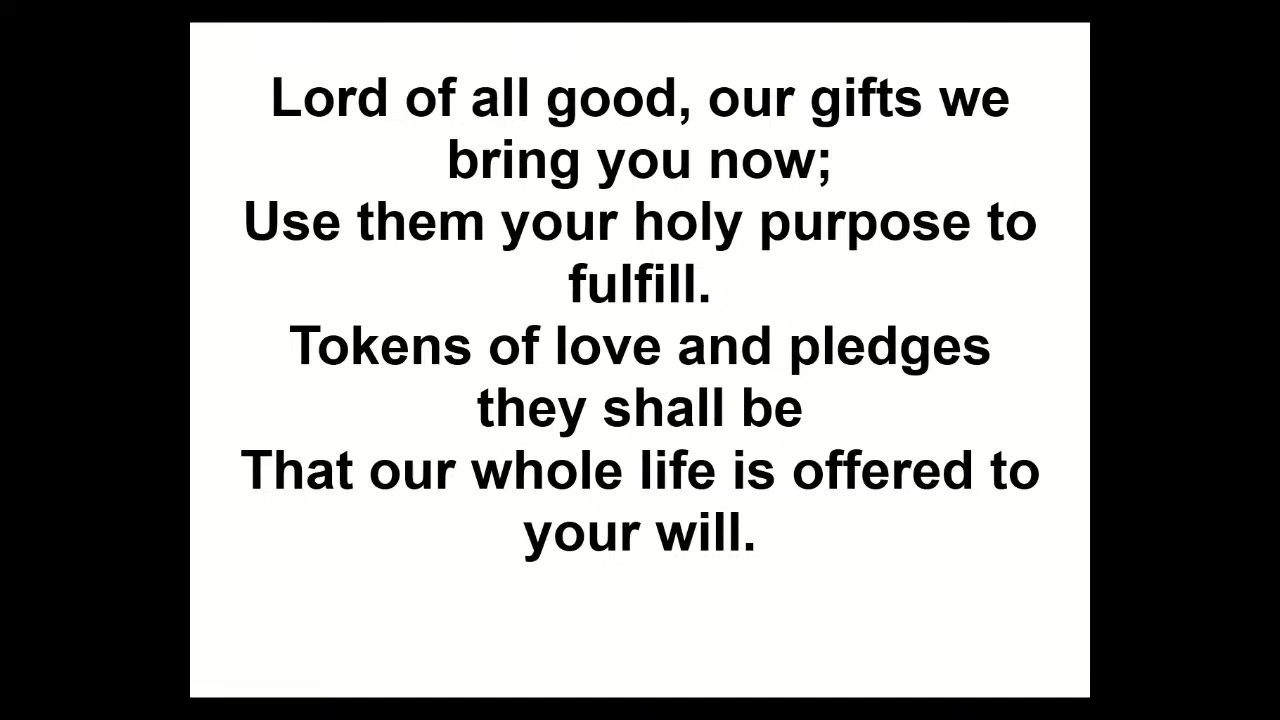 Lord of all good, our gifts we
bring you now;
Use them your holy purpose to
fulfill.
Tokens of love and pledges
they shall be
That our whole life is offered to
your will.